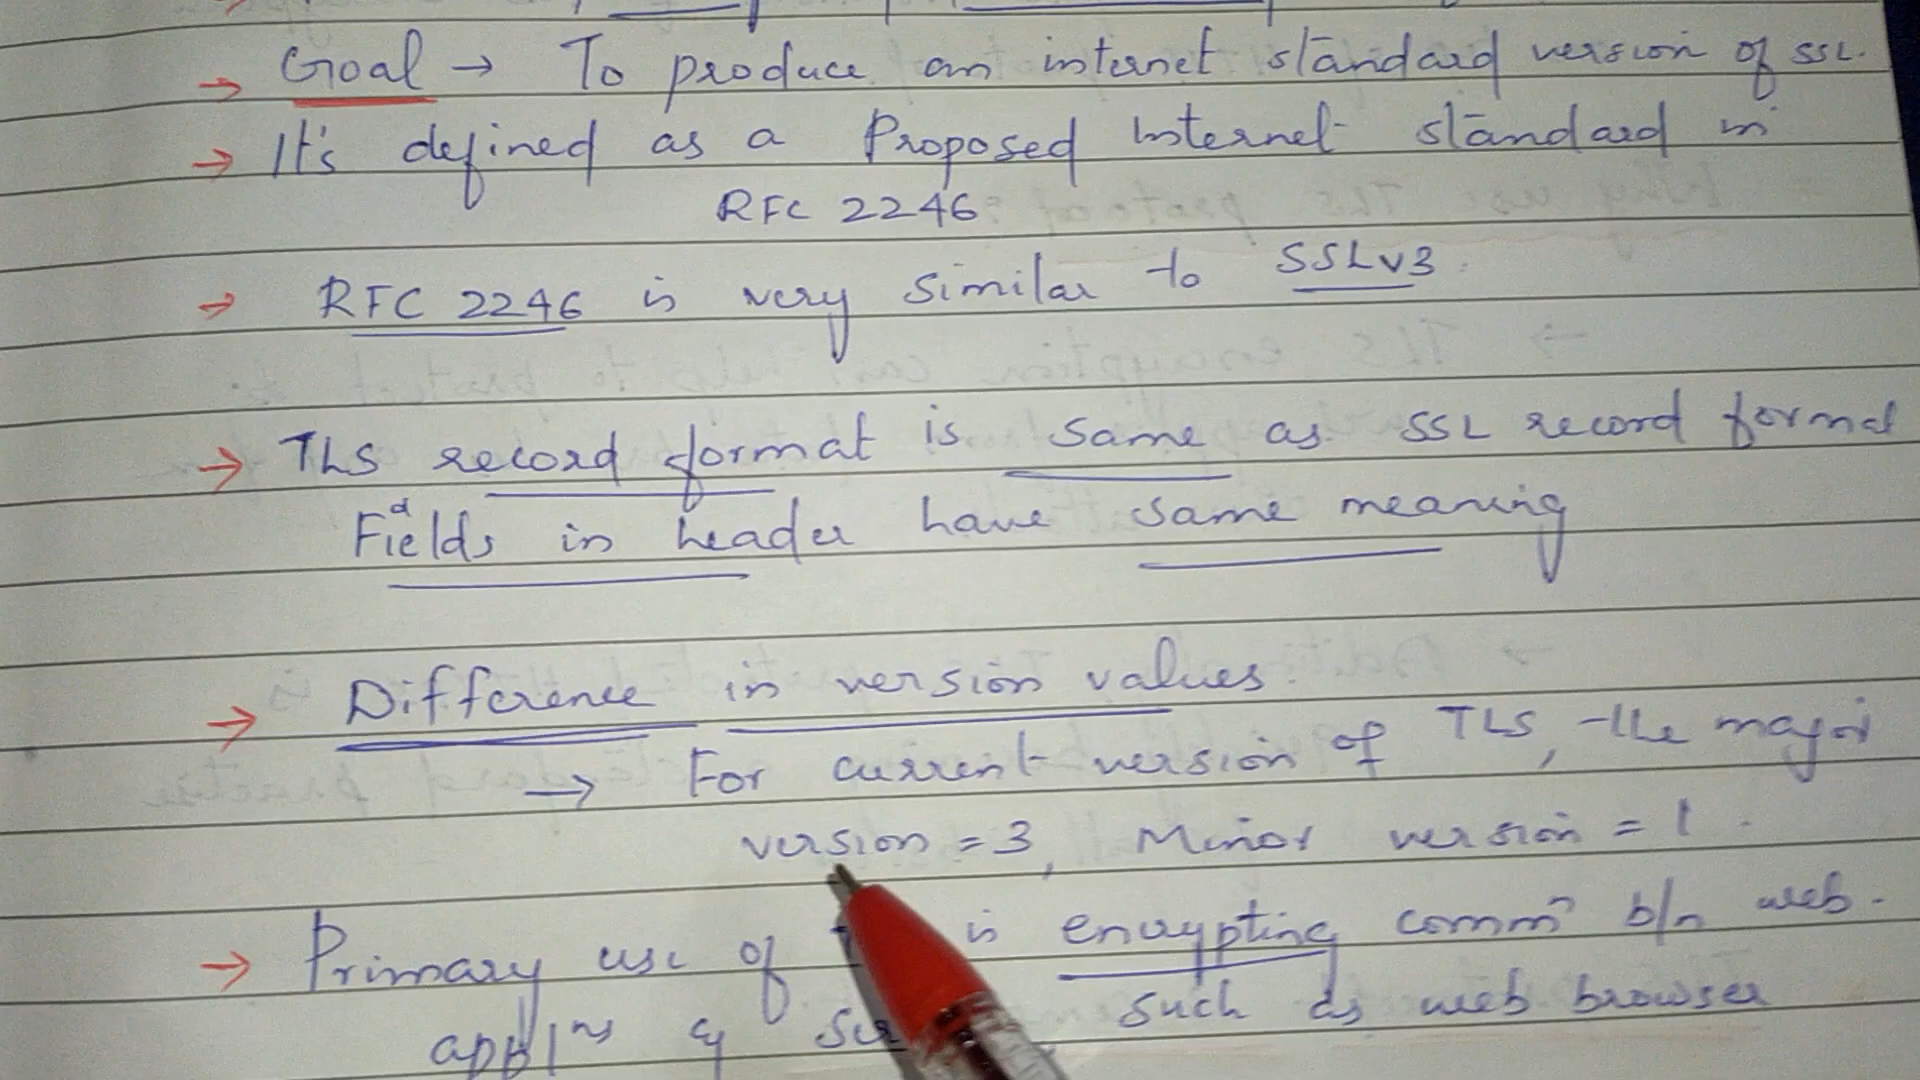 → Goal → To produce an internet standard version of SSL.
→ It's defined as a Proposed Internet standard in
RFC 2246
→ RFC 2246 is very similar to SSLv3.
→ TLS record format is same as SSL record format
& Fields in header have same meaning
→ Difference in version values.
→ For current version of TLS, the major
version = 3, Minor version = 1.
→ Primary use of is encrypting commn b/n web
applns & such as web browser